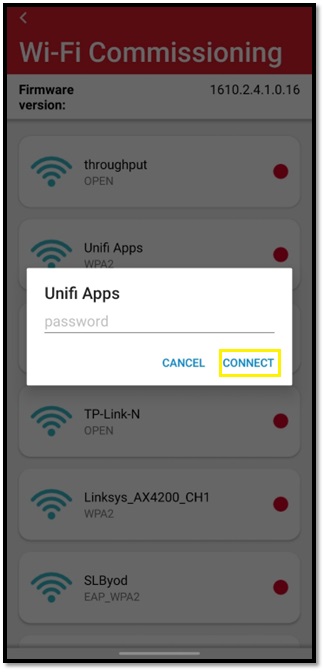 Wi-Fi Commissioning
Firmware version: 1610.2.4.1.0.16
throughput
OPEN
Unifi Apps
WPA2
Unifi Apps
password
CANCEL CONNECT
TP-Link-N
OPEN
Linksys_AX4200_CH1
WPA2
SLByod
EAP_WPA2